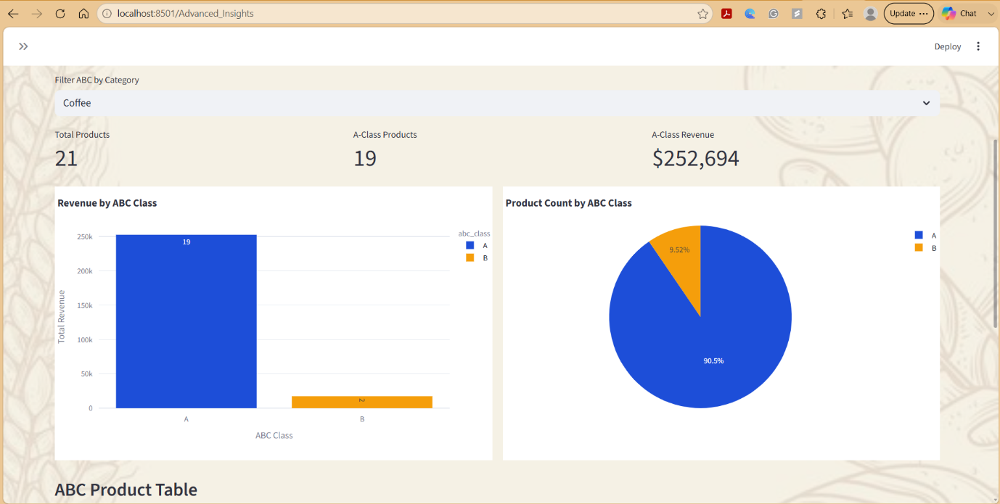 localhost:8501/Advanced_Insights
Update
Chat
Deploy
Filter ABC by Category
Coffee
Total Products
A-Class Products
A-Class Revenue
21
19
$252,694
Revenue by ABC Class
250k
200k
150k
100k
50k
0
Total Revenue
19
2
A
B
ABC Class
abc_class
A
B
Product Count by ABC Class
9.52%
90.5%
A
B
ABC Product Table